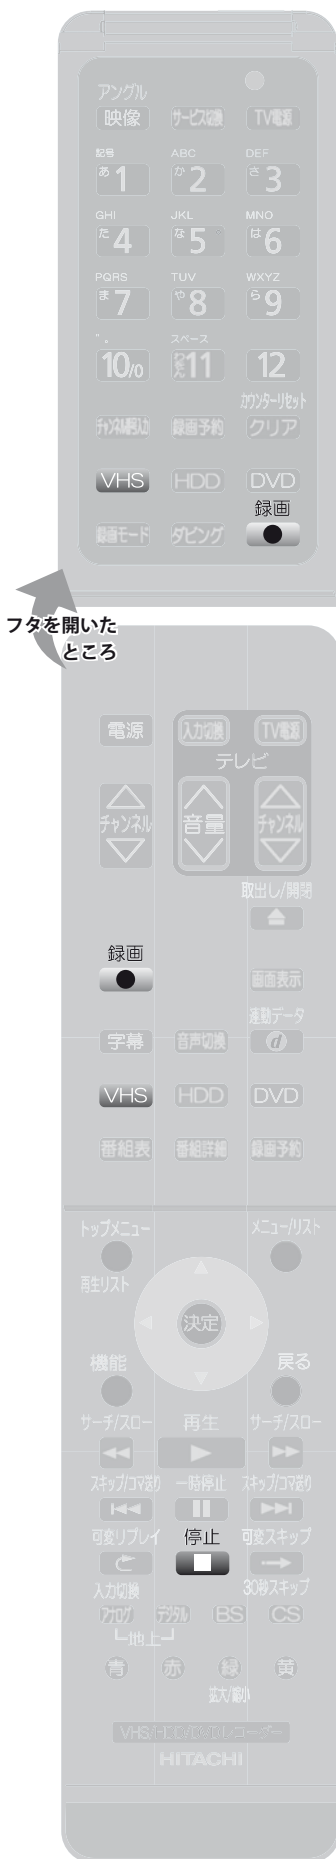 アングル
映像 サービス切換 TV電源
記号 ABC DEF
あ1 か2 さ3
GHI JKL MNO
た4 な5 は6
PQRS TUV WXYZ
ま7 や8 ら9
゛゜ スペース
10/0 わをん11 12
カウンターリセット
チャンネル番号入力 録画予約 クリア
VHS HDD DVD
録画
録画モード ダビング
フタを開いた
ところ
電源 入力切換 TV電源
テレビ
チャンネル 音量 チャンネル
取出し/開閉
録画
画面表示
連動データ
字幕 音声切換 d
VHS HDD DVD
番組表 番組詳細 録画予約
トップメニュー メニュー/リスト
再生リスト
決定
機能 戻る
サーチ/スロー 再生 サーチ/スロー
スキップ/コマ送り 一時停止 スキップ/コマ送り
可変リプレイ 停止 可変スキップ
入力切換 30秒スキップ
アナログ デジタル BS CS
地上
青 赤 緑 黄
拡大/縮小
VHS/HDD/DVDレコーダー
HITACHI